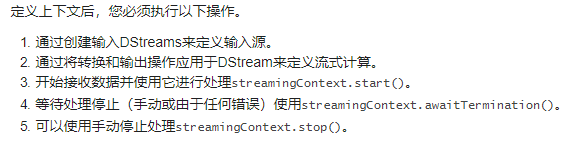 定义上下文后，您必须执行以下操作。
1. 通过创建输入DStreams来定义输入源。
2. 通过将转换和输出操作应用于DStream来定义流式计算。
3. 开始接收数据并使用它进行处理streamingContext.start()。
4. 等待处理停止（手动或由于任何错误）使用streamingContext.awaitTermination()。
5. 可以使用手动停止处理streamingContext.stop()。